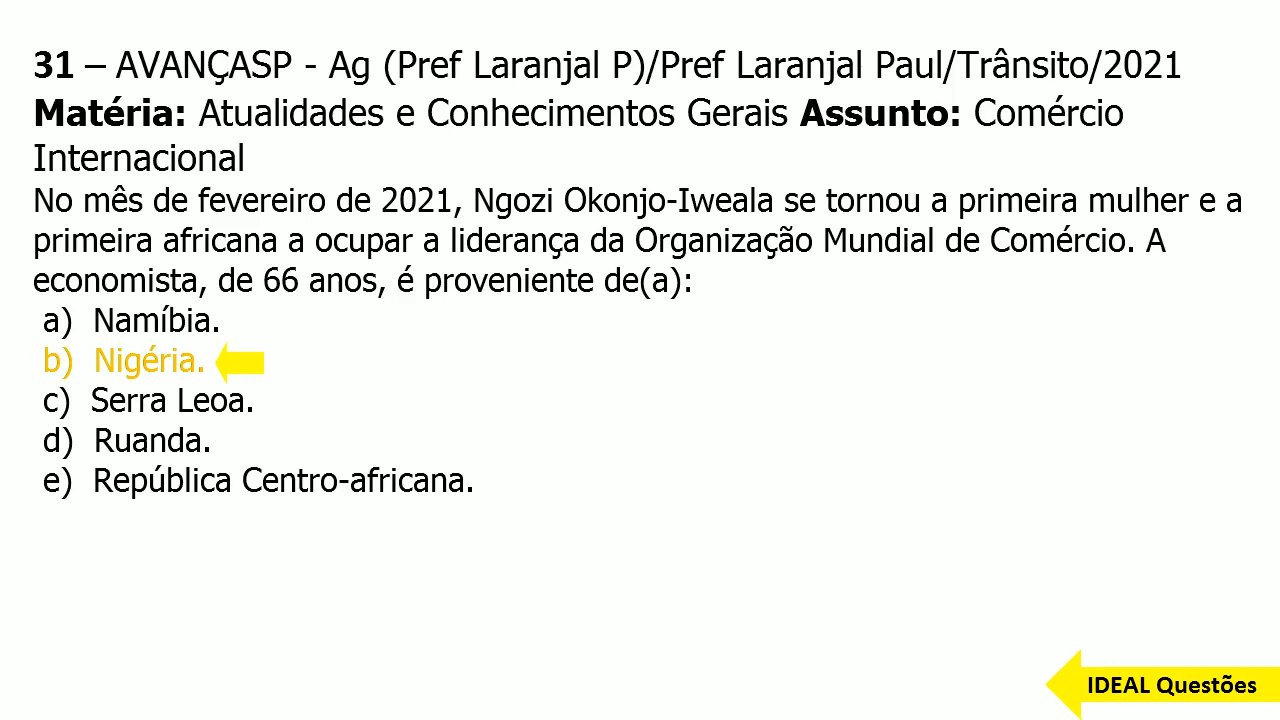 31 – AVANÇASP - Ag (Pref Laranjal P)/Pref Laranjal Paul/Trânsito/2021
Matéria: Atualidades e Conhecimentos Gerais Assunto: Comércio
Internacional
No mês de fevereiro de 2021, Ngozi Okonjo-Iweala se tornou a primeira mulher e a
primeira africana a ocupar a liderança da Organização Mundial de Comércio. A
economista, de 66 anos, é proveniente de(a):
a) Namíbia.
b) Nigéria.
c) Serra Leoa.
d) Ruanda.
e) República Centro-africana.
IDEAL Questões